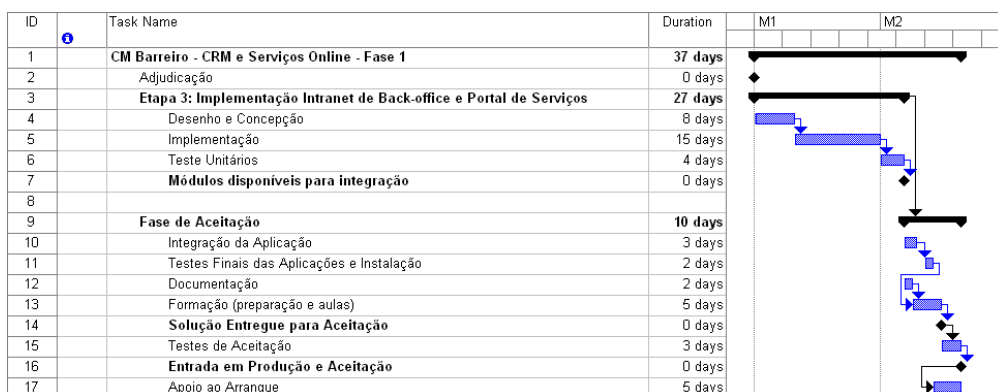 ID Task Name Duration M1 M2
1 CM Barreiro - CRM e Serviços Online - Fase 1 37 days
2 Adjudicação 0 days
3 Etapa 3: Implementação Intranet de Back-office e Portal de Serviços 27 days
4 Desenho e Concepção 8 days
5 Implementação 15 days
6 Teste Unitários 4 days
7 Módulos disponíveis para integração 0 days
8
9 Fase de Aceitação 10 days
10 Integração da Aplicação 3 days
11 Testes Finais das Aplicações e Instalação 2 days
12 Documentação 2 days
13 Formação (preparação e aulas) 5 days
14 Solução Entregue para Aceitação 0 days
15 Testes de Aceitação 3 days
16 Entrada em Produção e Aceitação 0 days
17 Apoio ao Arranque 5 days